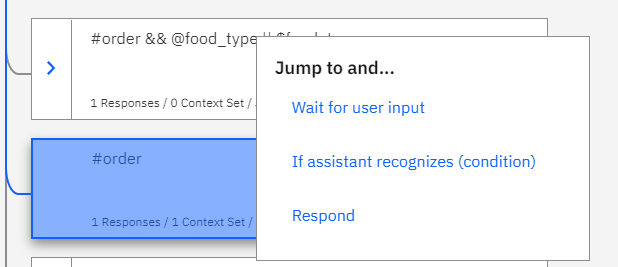 #order && @food_type ||
Jump to and...
Wait for user input
1 Responses / 0 Context Set /
If assistant recognizes (condition)
#order
Respond
1 Responses / 1 Context Set /